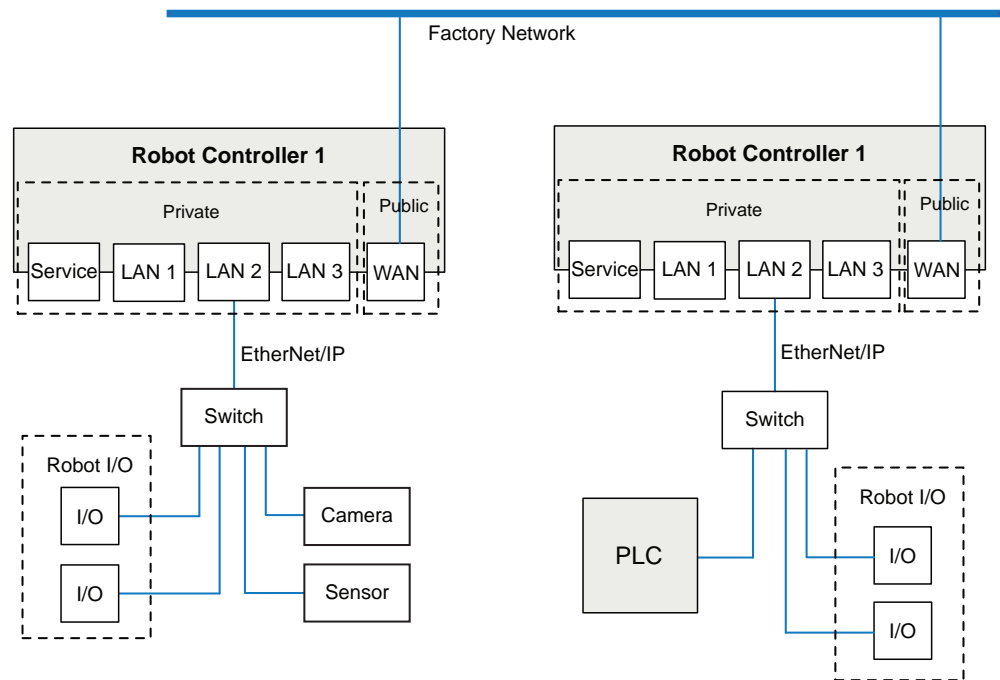 Factory Network
Robot Controller 1
Private
Public
Service
LAN 1
LAN 2
LAN 3
WAN
EtherNet/IP
Switch
Robot I/O
I/O
I/O
Camera
Sensor
Robot Controller 1
Private
Public
Service
LAN 1
LAN 2
LAN 3
WAN
EtherNet/IP
Switch
PLC
Robot I/O
I/O
I/O